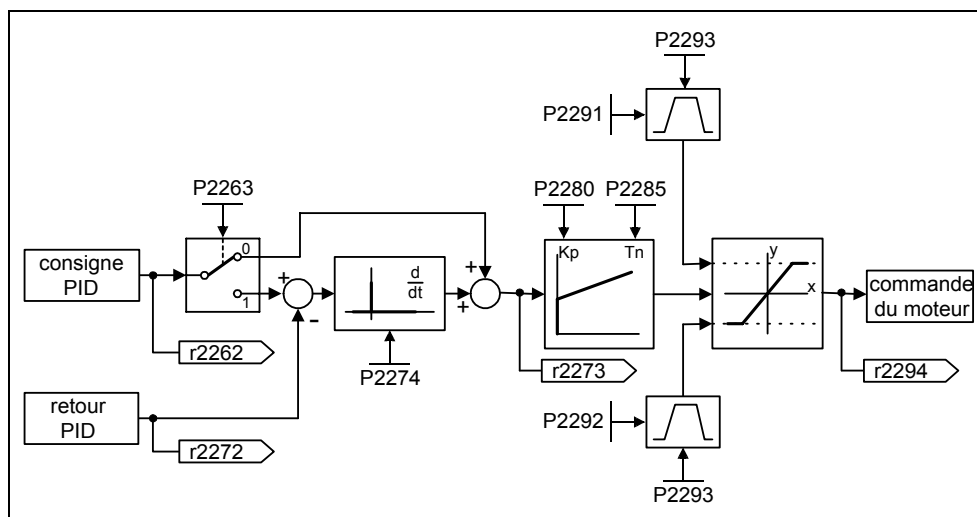 P2293
P2291
P2263
P2280
P2285
consigne
PID
0
1
+
-
d
dt
+
+
Kp
Tn
y
x
commande
du moteur
r2262
P2274
r2273
r2294
retour
PID
r2272
P2292
P2293